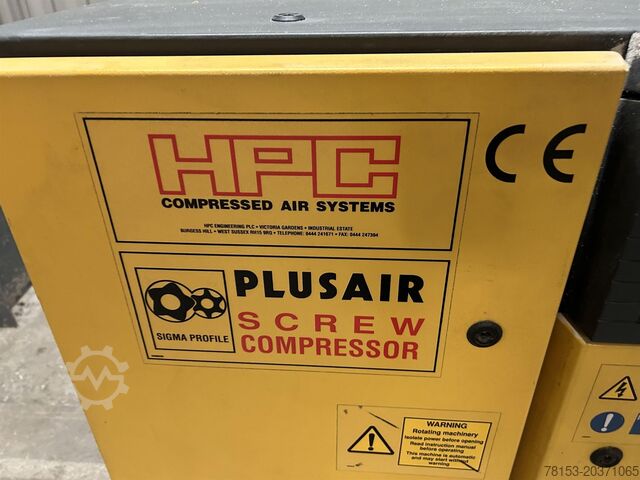 HPC
COMPRESSED AIR SYSTEMS
HPC ENGINEERING PLC • VICTORIA GARDENS • INDUSTRIAL ESTATE
BURGESS HILL • WEST SUSSEX RH15 9RQ • TELEPHONE: 0444 241671 • FAX: 0444 247304
CE
SIGMA PROFILE
PLUSAIR
SCREW
COMPRESSOR
WARNING
Rotating machinery
Isolate power before opening
Read instruction manual
before operating
This machine is automatic
and may start without
warning
78153-20371065